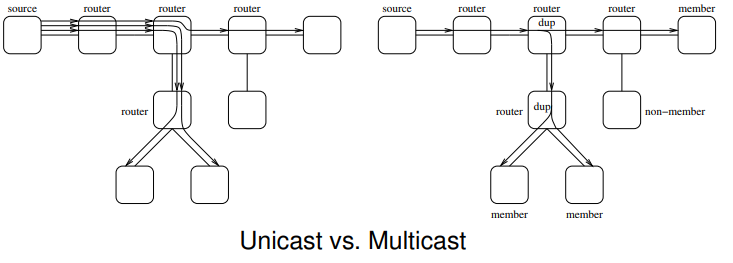 source router router router
source router router router member
dup
router
router dup non−member
member member
Unicast vs. Multicast